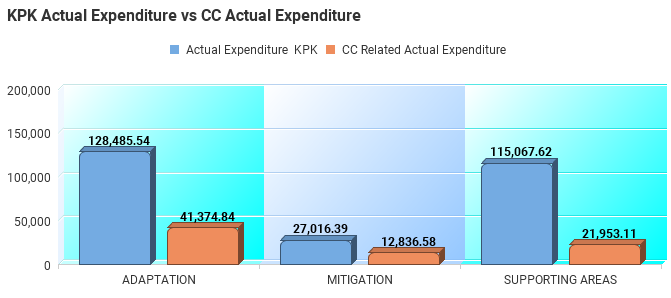 KPK Actual Expenditure vs CC Actual Expenditure
Actual Expenditure  KPK
CC Related Actual Expenditure
200,000
150,000
100,000
50,000
0
128,485.54
41,374.84
27,016.39
12,836.58
115,067.62
21,953.11
ADAPTATION
MITIGATION
SUPPORTING AREAS